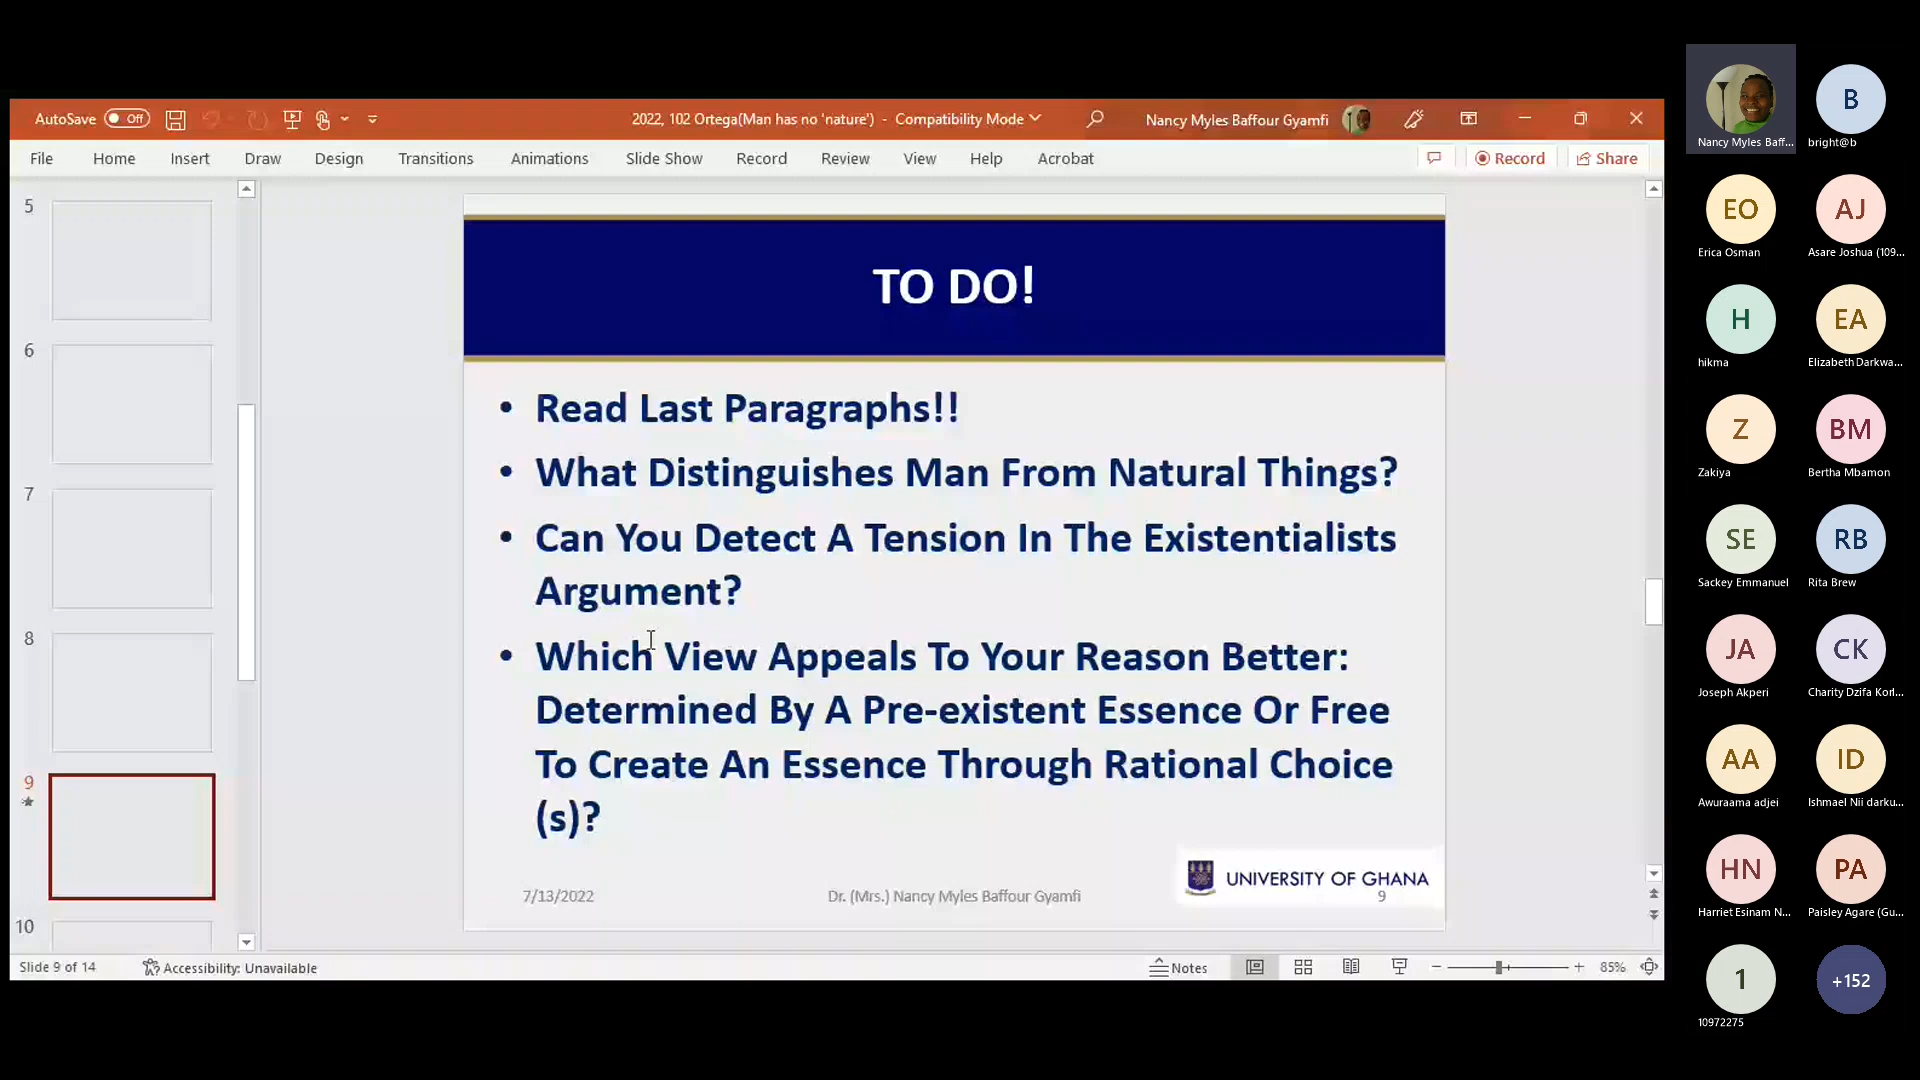 AutoSave Off
2022, 102 Ortega(Man has no 'nature') - Compatibility Mode
Nancy Myles Baffour Gyamfi
File Home Insert Draw Design Transitions Animations Slide Show Record Review View Help Acrobat
Record Share
5
6
7
8
9
10
TO DO!
• Read Last Paragraphs!!
• What Distinguishes Man From Natural Things?
• Can You Detect A Tension In The Existentialists
Argument?
• Which View Appeals To Your Reason Better:
Determined By A Pre-existent Essence Or Free
To Create An Essence Through Rational Choice
(s)?
7/13/2022
Dr. (Mrs.) Nancy Myles Baffour Gyamfi
UNIVERSITY OF GHANA
9
Slide 9 of 14
Accessibility: Unavailable
Notes
85%
Nancy Myles Baff...
B
bright@b
EO
Erica Osman
AJ
Asare Joshua (109...
H
hikma
EA
Elizabeth Darkwa...
Z
Zakiya
BM
Bertha Mbamon
SE
Sackey Emmanuel
RB
Rita Brew
JA
Joseph Akperi
CK
Charity Dzifa Korl...
AA
Awuraama adjei
ID
Ishmael Nii darku...
HN
Harriet Esinam N...
PA
Paisley Agare (Gu...
1
10972275
+152